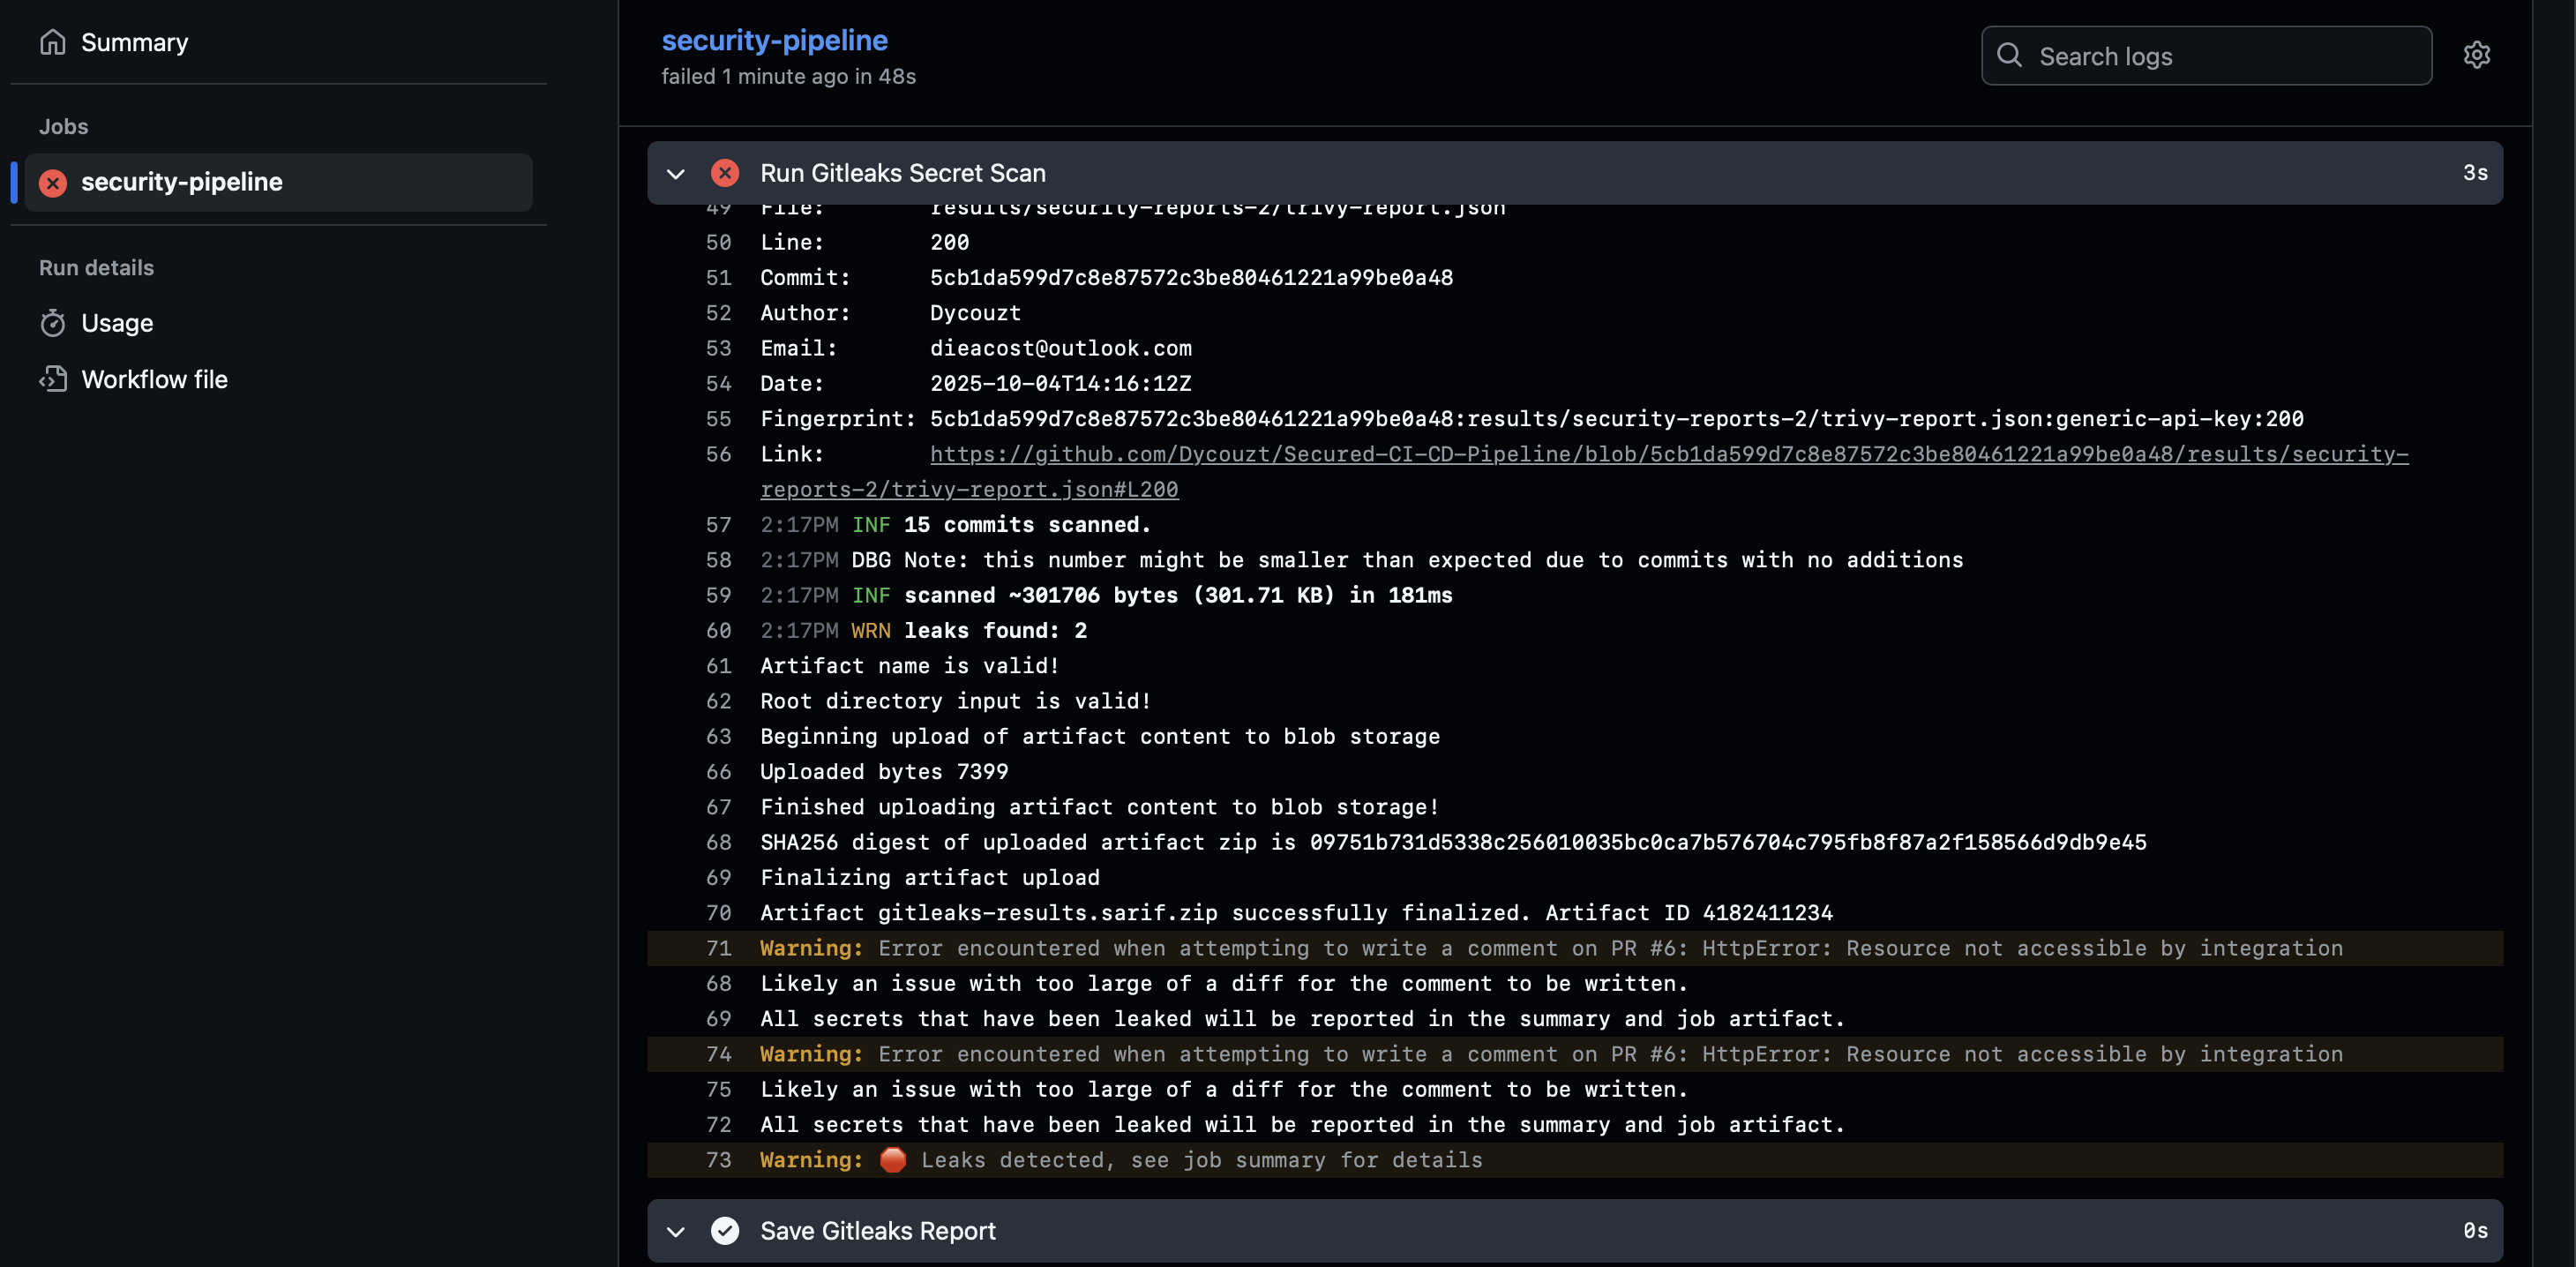 Summary
Jobs
security-pipeline
Run details
Usage
Workflow file
security-pipeline
failed 1 minute ago in 48s
Search logs
Run Gitleaks Secret Scan 3s
49 File: results/security-reports-2/trivy-report.json
50 Line: 200
51 Commit: 5cb1da599d7c8e87572c3be80461221a99be0a48
52 Author: Dycouzt
53 Email: dieacost@outlook.com
54 Date: 2025-10-04T14:16:12Z
55 Fingerprint: 5cb1da599d7c8e87572c3be80461221a99be0a48:results/security-reports-2/trivy-report.json:generic-api-key:200
56 Link: https://github.com/Dycouzt/Secured-CI-CD-Pipeline/blob/5cb1da599d7c8e87572c3be80461221a99be0a48/results/security-
reports-2/trivy-report.json#L200
57 2:17PM INF 15 commits scanned.
58 2:17PM DBG Note: this number might be smaller than expected due to commits with no additions
59 2:17PM INF scanned ~301706 bytes (301.71 KB) in 181ms
60 2:17PM WRN leaks found: 2
61 Artifact name is valid!
62 Root directory input is valid!
63 Beginning upload of artifact content to blob storage
66 Uploaded bytes 7399
67 Finished uploading artifact content to blob storage!
68 SHA256 digest of uploaded artifact zip is 09751b731d5338c256010035bc0ca7b576704c795fb8f87a2f158566d9db9e45
69 Finalizing artifact upload
70 Artifact gitleaks-results.sarif.zip successfully finalized. Artifact ID 4182411234
71 Warning: Error encountered when attempting to write a comment on PR #6: HttpError: Resource not accessible by integration
68 Likely an issue with too large of a diff for the comment to be written.
69 All secrets that have been leaked will be reported in the summary and job artifact.
74 Warning: Error encountered when attempting to write a comment on PR #6: HttpError: Resource not accessible by integration
75 Likely an issue with too large of a diff for the comment to be written.
72 All secrets that have been leaked will be reported in the summary and job artifact.
73 Warning: 🛑 Leaks detected, see job summary for details
Save Gitleaks Report 0s